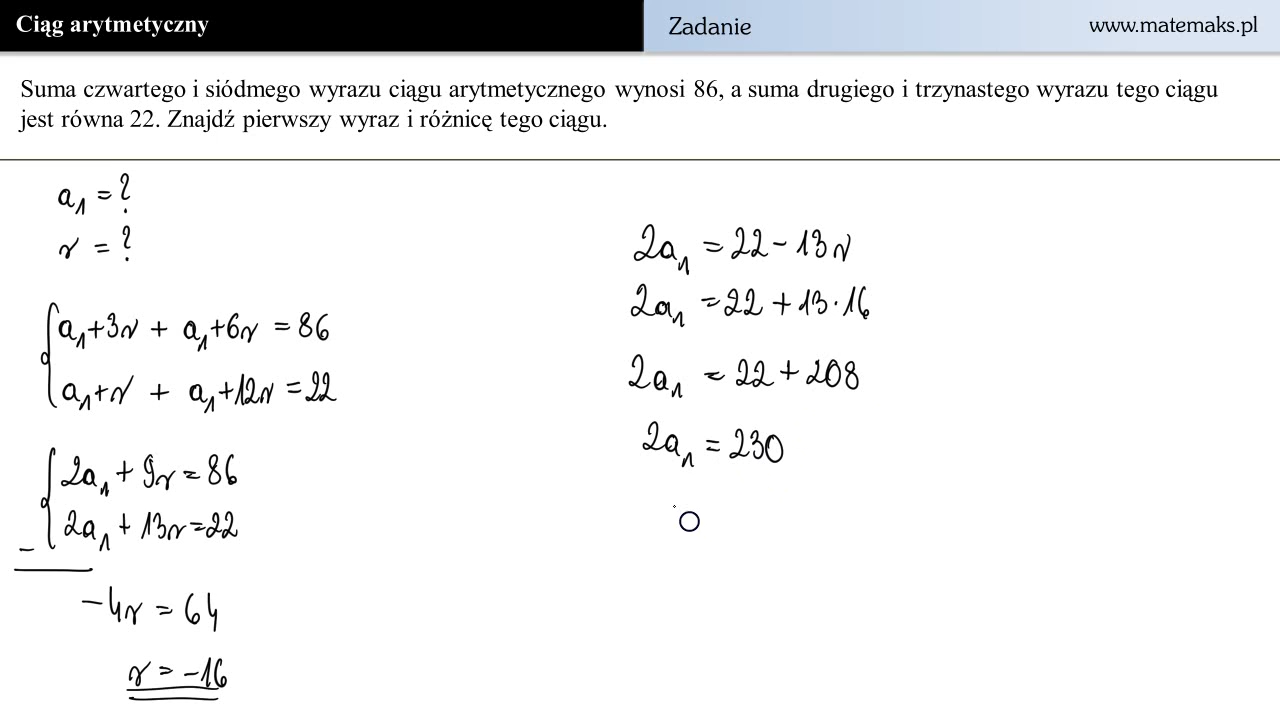 Ciąg arytmetyczny
Zadanie
www.matemaks.pl
Suma czwartego i siódmego wyrazu ciągu arytmetycznego wynosi 86, a suma drugiego i trzynastego wyrazu tego ciągu
jest równa 22. Znajdź pierwszy wyraz i różnicę tego ciągu.
a₁ = ?
r = ?
a₁+3r + a₁+6r = 86
a₁+r + a₁+12r = 22
2a₁ + 9r = 86
2a₁ + 13r = 22
-
-4r = 64
r = -16
2a₁ = 22 - 13r
2a₁ = 22 + 13·16
2a₁ = 22 + 208
2a₁ = 230